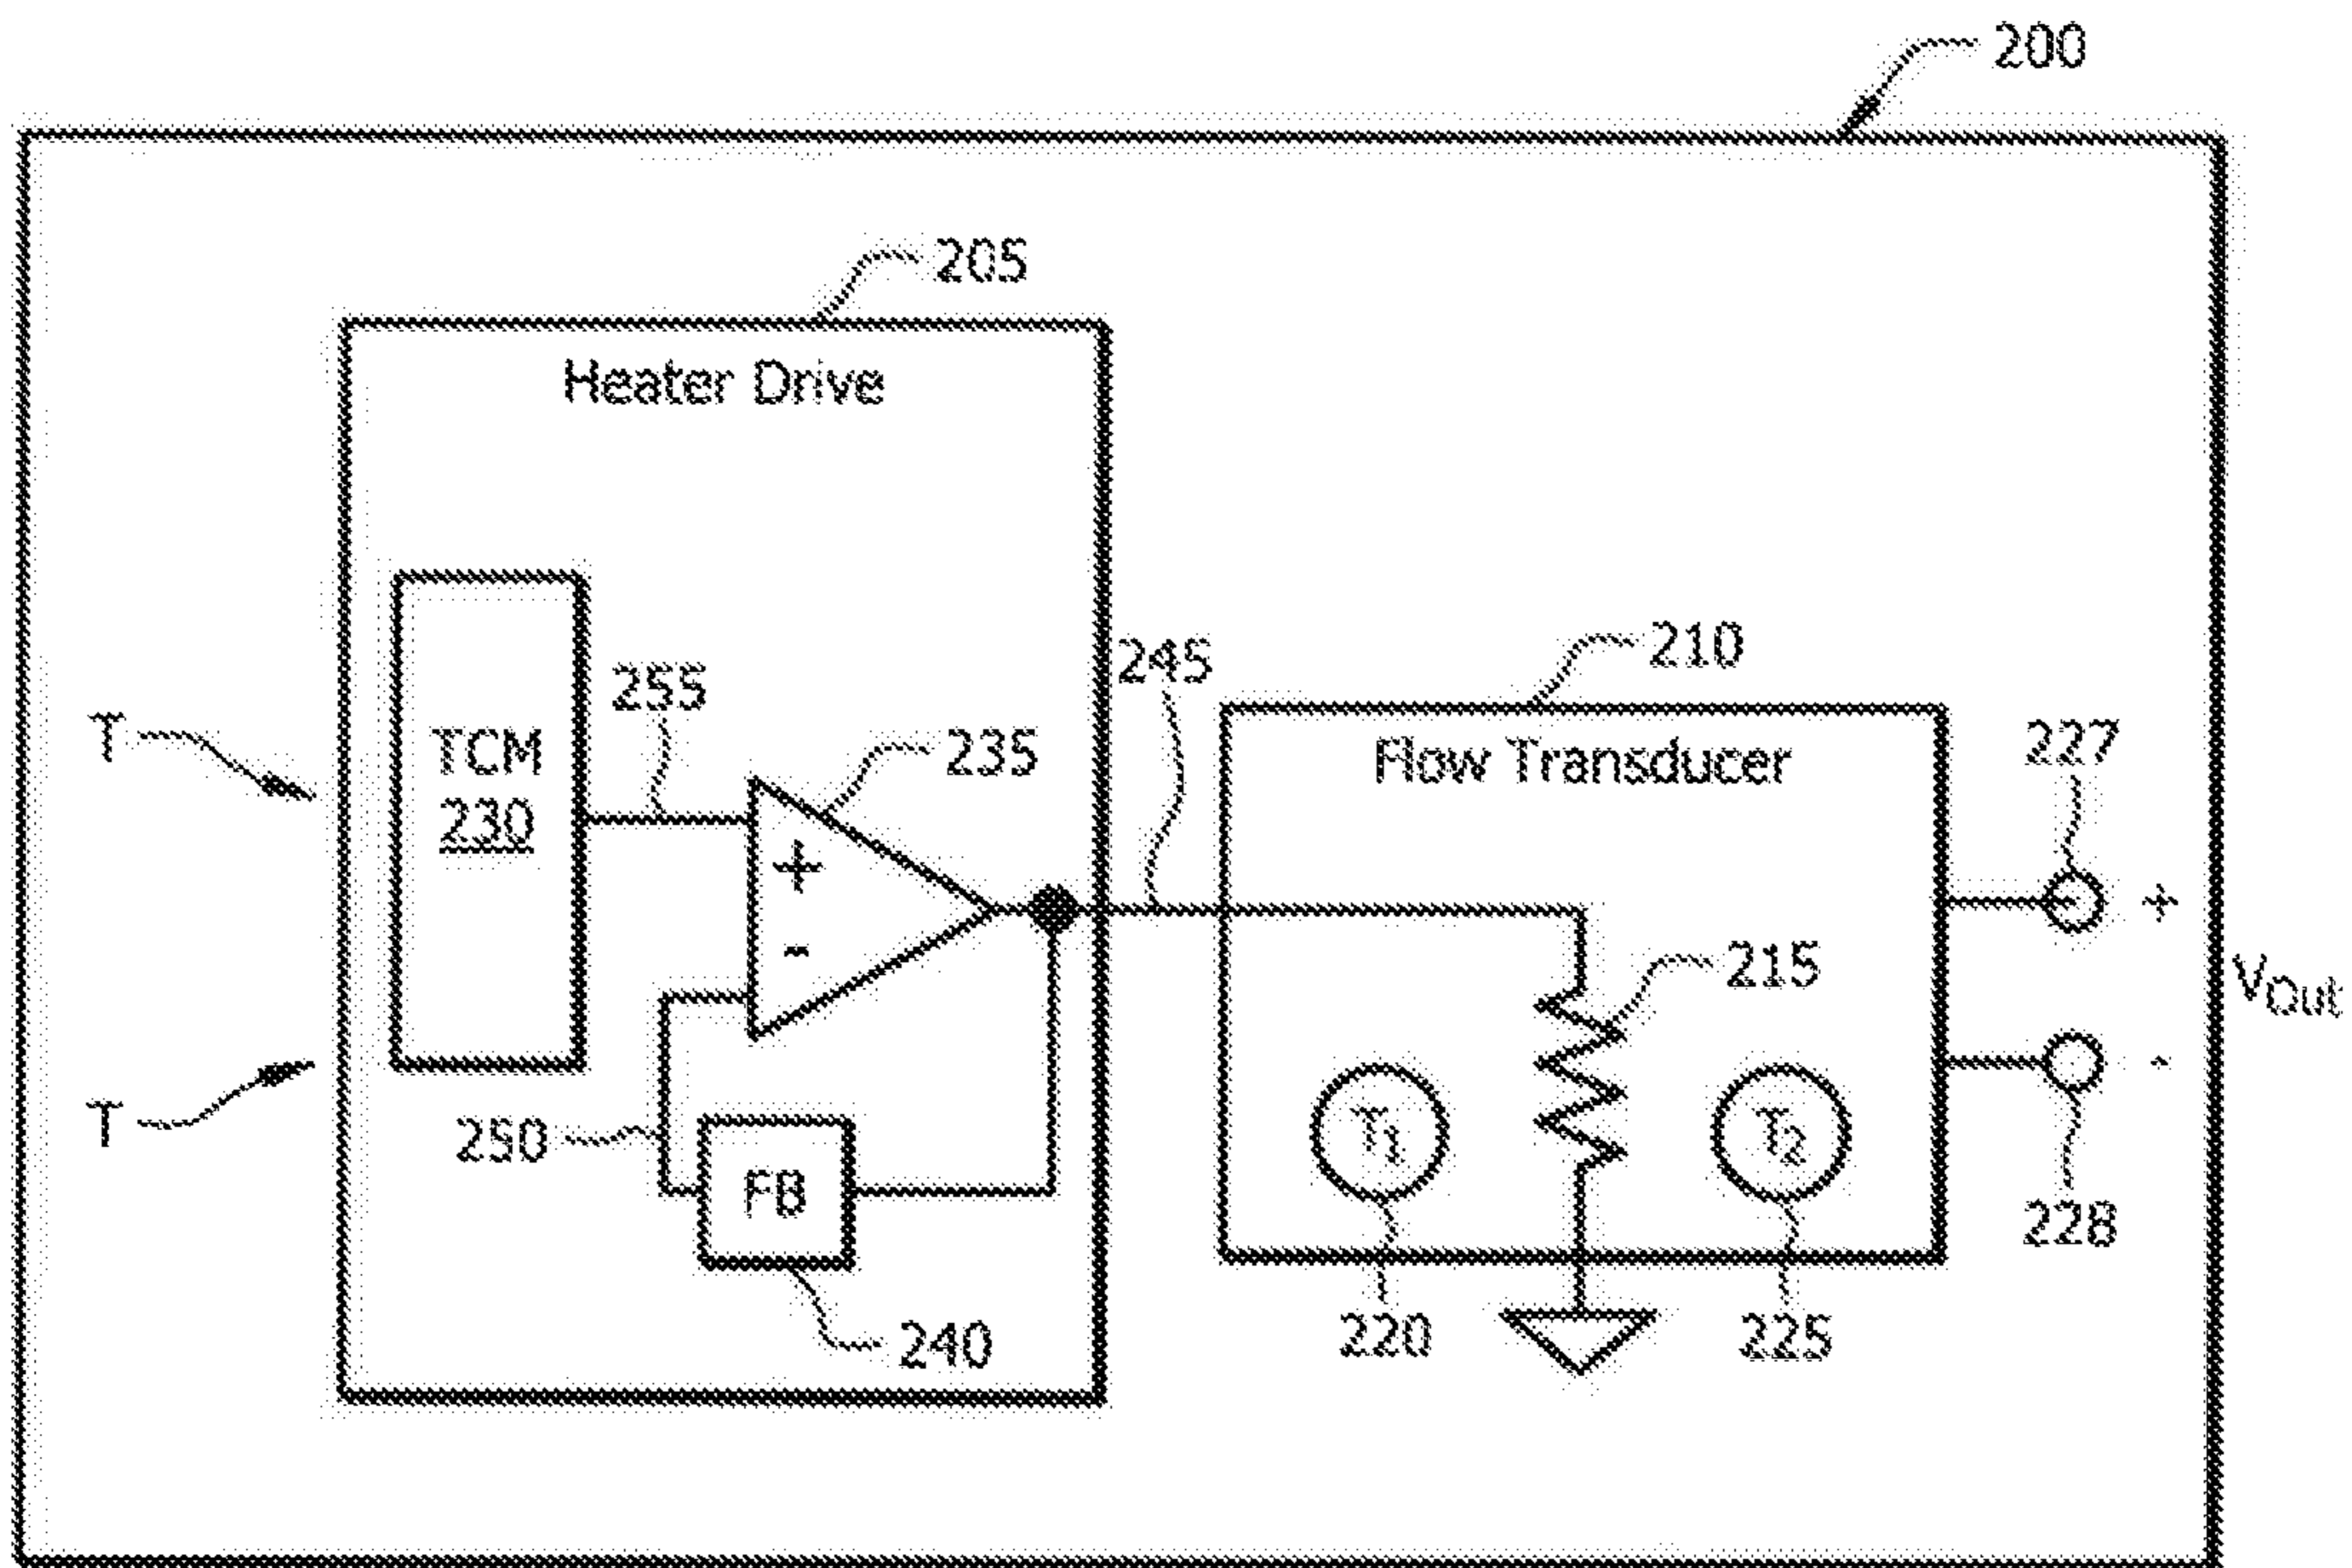 200
205
Heater Drive
210
245
255
T
TCM
230
235
Flow Transducer
227
+
+
-
215
VOut
T
250
FB
T1
T2
-
228
240
220
225